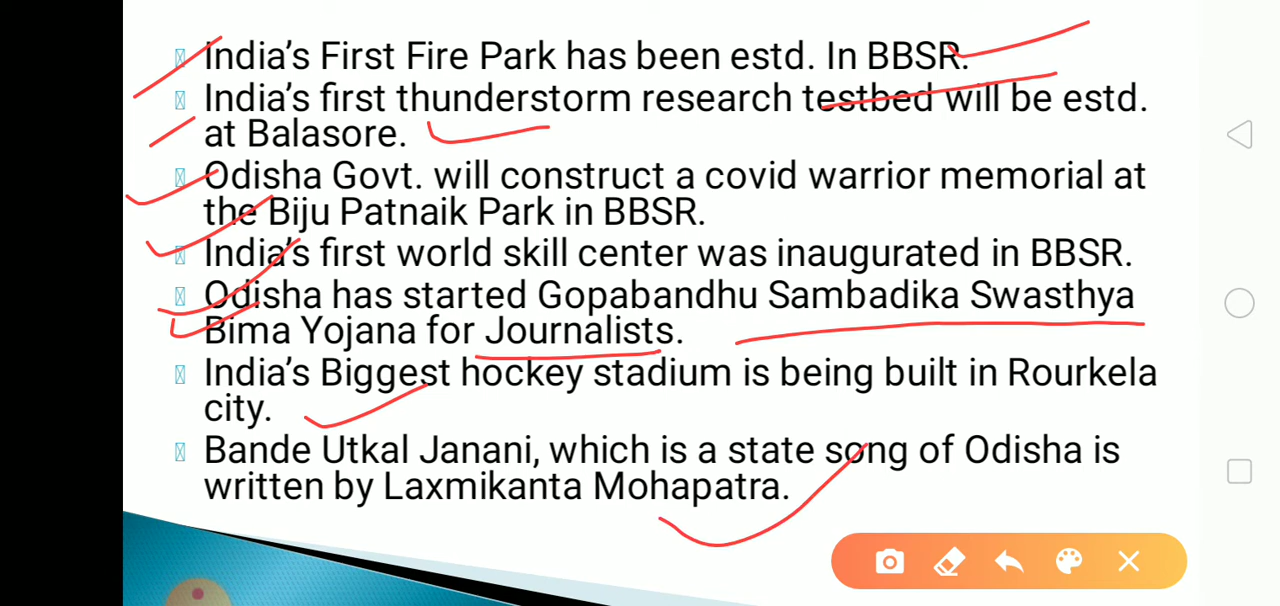 India's First Fire Park has been estd. In BBSR.
India's first thunderstorm research testbed will be estd.
at Balasore.
Odisha Govt. will construct a covid warrior memorial at
the Biju Patnaik Park in BBSR.
India's first world skill center was inaugurated in BBSR.
Odisha has started Gopabandhu Sambadika Swasthya
Bima Yojana for Journalists.
India's Biggest hockey stadium is being built in Rourkela
city.
Bande Utkal Janani, which is a state song of Odisha is
written by Laxmikanta Mohapatra.